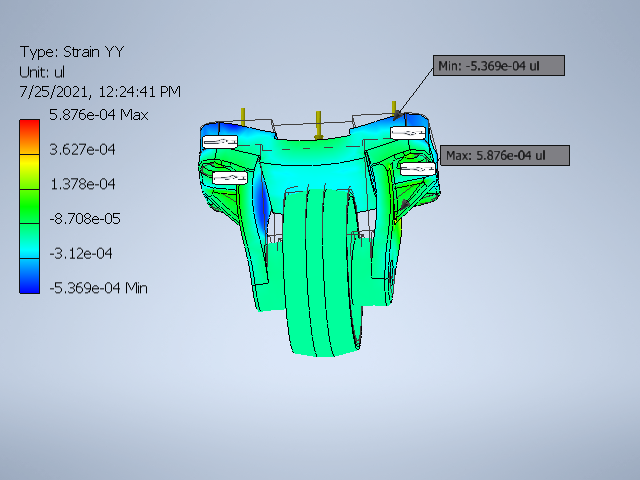 Type: Strain YY
Unit: ul
7/25/2021, 12:24:41 PM
5.876e-04 Max
3.627e-04
1.378e-04
-8.708e-05
-3.12e-04
-5.369e-04 Min
Min: -5.369e-04 ul
Max: 5.876e-04 ul